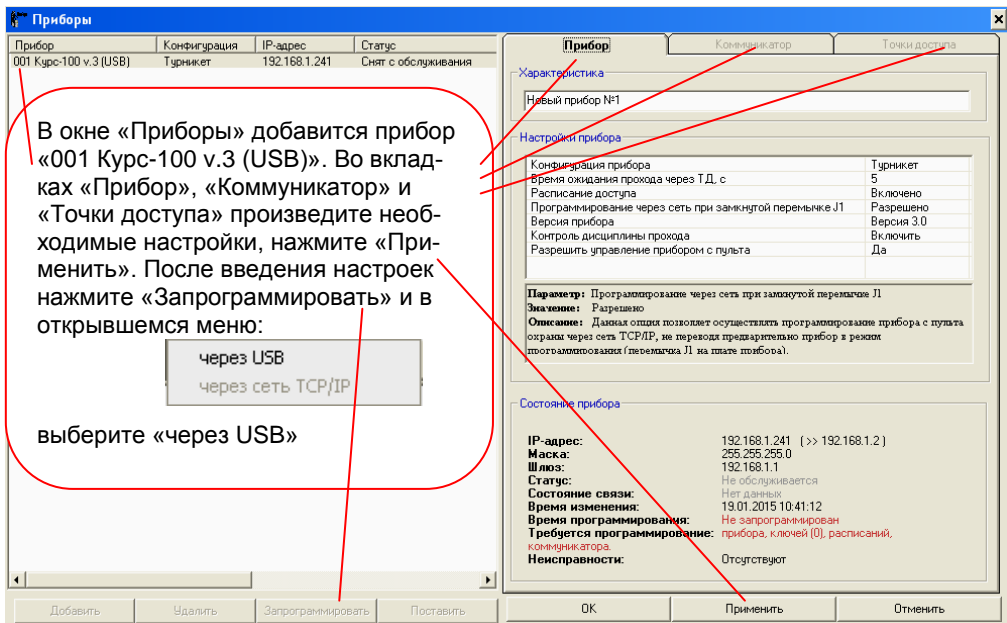 Приборы
Прибор Конфигурация IP-адрес Статус
001 Курс-100 v.3 (USB) Турникет 192.168.1.241 Снят с обслуживания
В окне «Приборы» добавится прибор
«001 Курс-100 v.3 (USB)». Во вклад-
ках «Прибор», «Коммуникатор» и
«Точки доступа» произведите необ-
ходимые настройки, нажмите «При-
менить». После введения настроек
нажмите «Запрограммировать» и в
открывшемся меню:
через USB
через сеть TCP/IP
выберите «через USB»
Добавить Удалить Запрограммировать Поставить
Прибор Коммуникатор Точки доступа
Характеристика
Новый прибор №1
Настройки прибора
Конфигурация прибора Турникет
Время ожидания прохода через Т.Д, с 5
Расписание доступа Включено
Программирование через сеть при замкнутой перемычке J1 Разрешено
Версия прибора Версия 3.0
Контроль дисциплины прохода Включить
Разрешить управление прибором с пульта Да
Параметр: Программирование через сеть при замкнутой перемычке J1
Значение: Разрешено
Описание: Данная опция позволяет осуществлять программирование прибора с пульта
охраны через сеть TCP/IP, не переводя предварительно прибор в режим
программирования (перемычка J1 на плате прибора).
Состояние прибора
IP-адрес: 192.168.1.241 ( >> 192.168.1.2 )
Маска: 255.255.255.0
Шлюз: 192.168.1.1
Статус: Не обслуживается
Состояние связи: Нет данных
Время изменения: 19.01.2015 10:41:12
Время программирования: Не запрограммирован
Требуется программирование: прибора, ключей (0), расписаний,
коммуникатора.
Неисправности: Отсутствуют
OK Применить Отменить